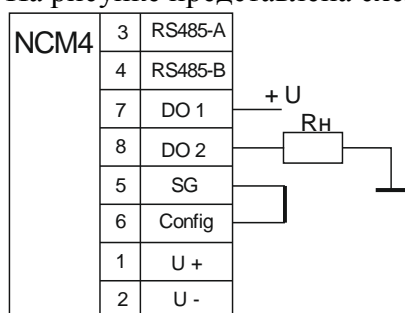 NCM4
3 RS485-A
4 RS485-B
7 DO 1
+ U
8 DO 2
Rн
5 SG
6 Config
1 U +
2 U -